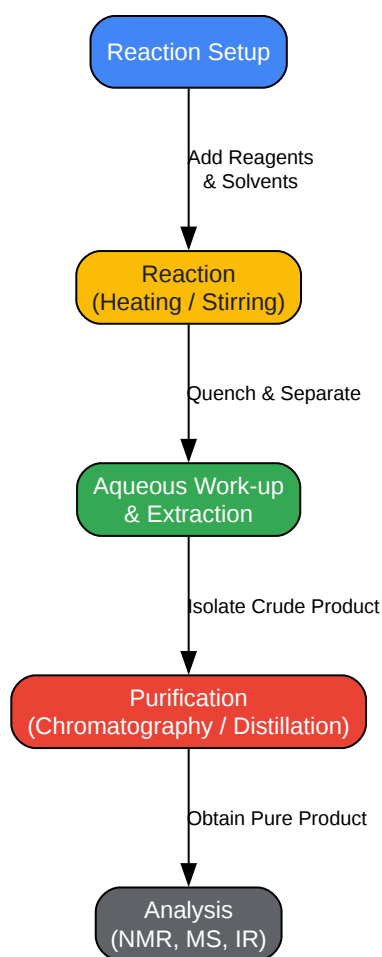 Reaction Setup
Add Reagents
& Solvents
Reaction
(Heating / Stirring)
Quench & Separate
Aqueous Work-up
& Extraction
Isolate Crude Product
Purification
(Chromatography / Distillation)
Obtain Pure Product
Analysis
(NMR, MS, IR)